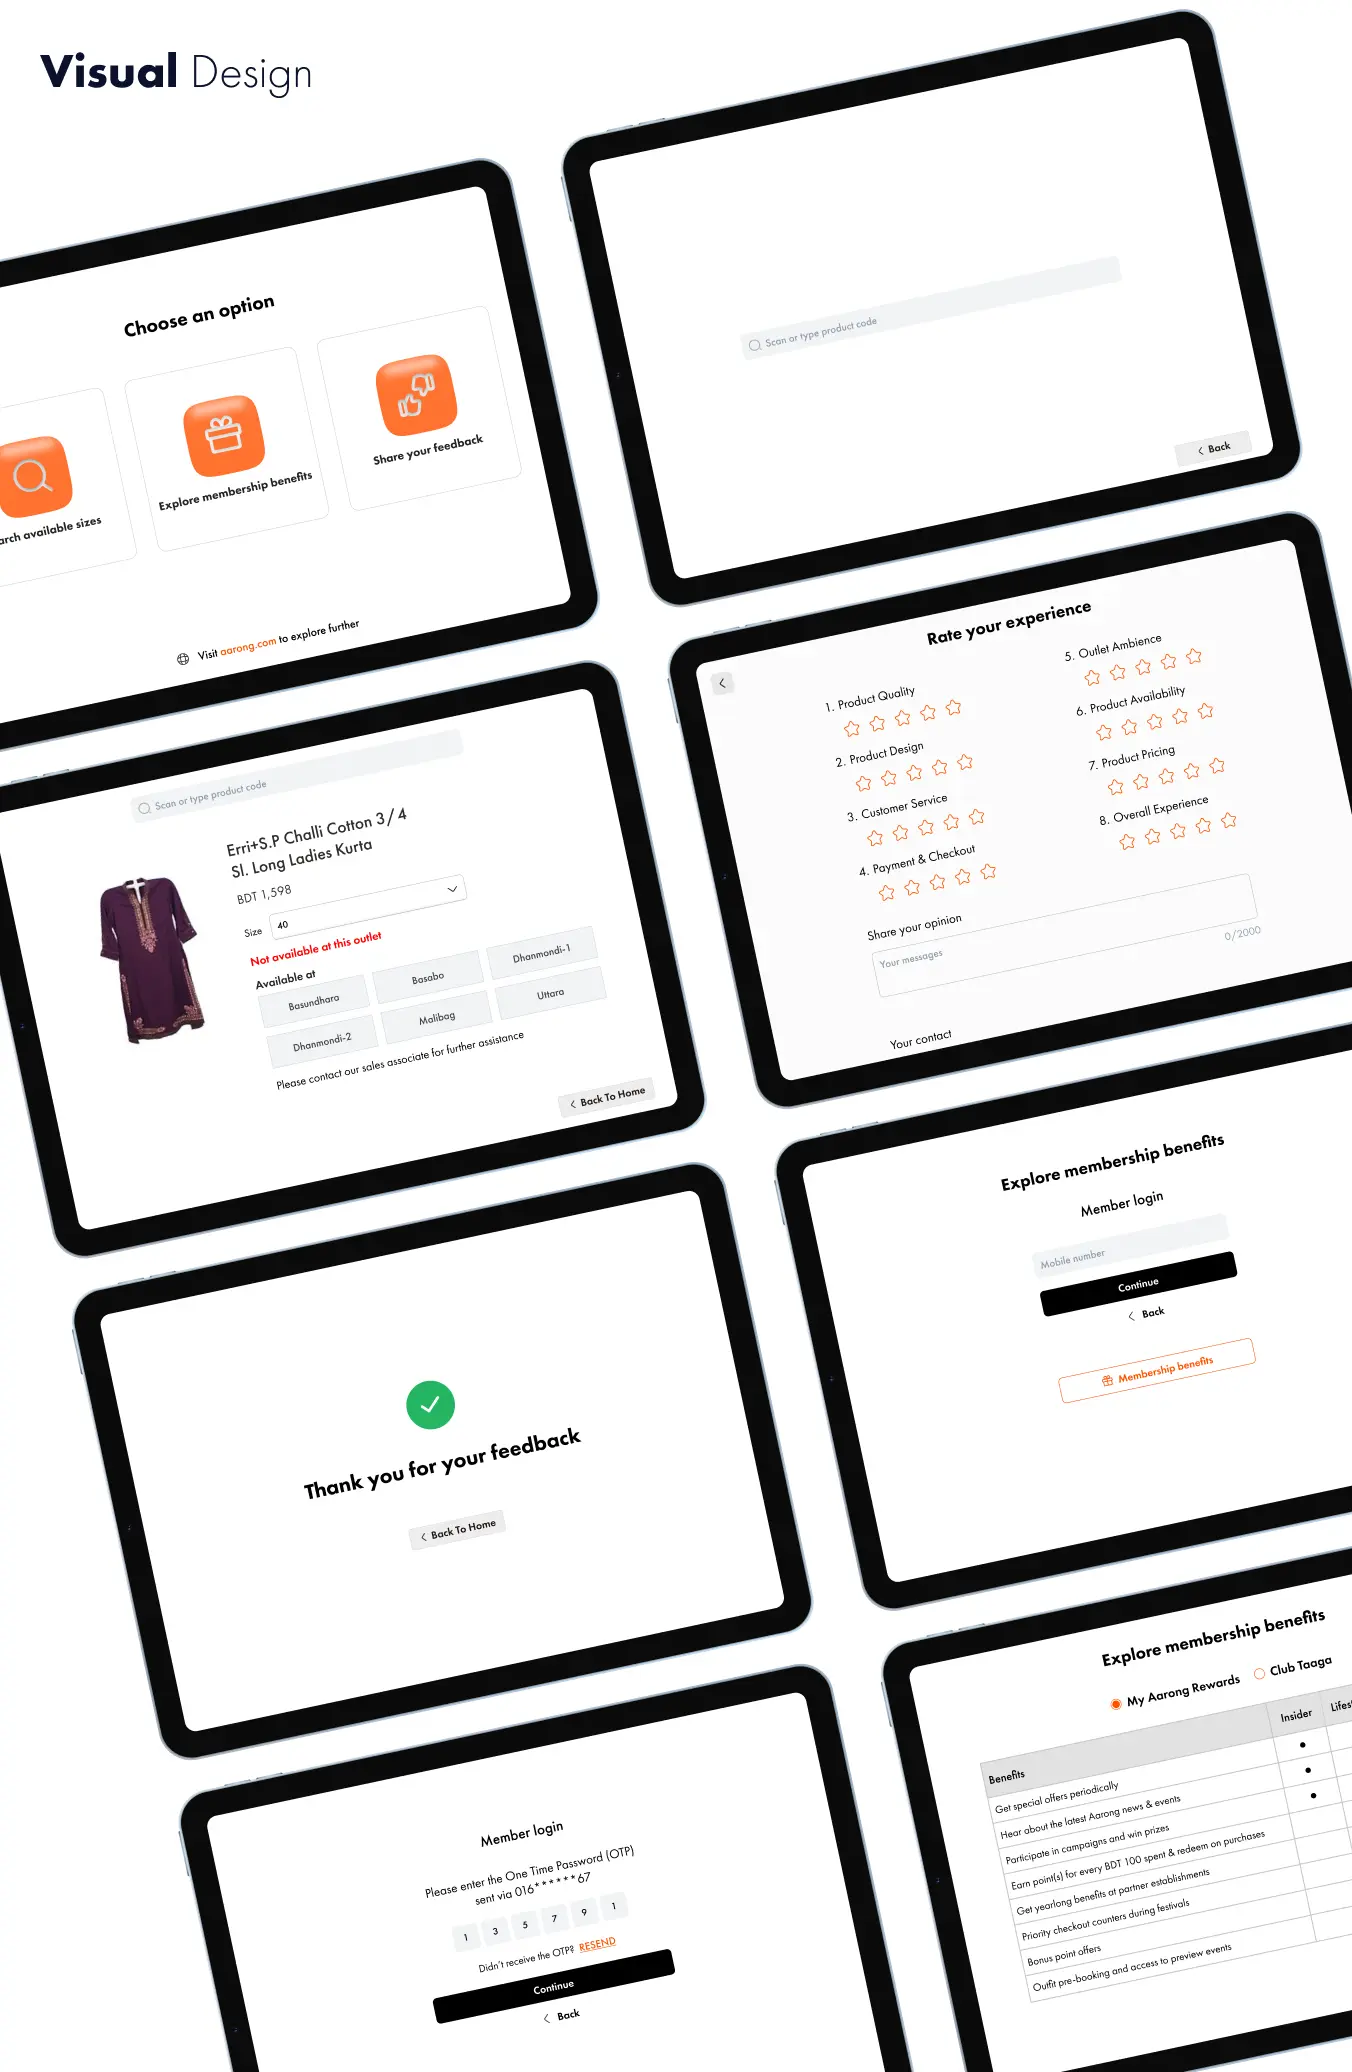 Visual Design
Choose an option
arch available sizes
Explore membership benefits
Share your feedback
Visit aarong.com to explore further
Scan or type product code
Back
Scan or type product code
Erri+S.P Challi Cotton 3/4
Sl. Long Ladies Kurta
BDT 1,598
Size 40
Not available at this outlet
Available at
Basundhara Basabo Dhanmondi-1
Dhanmondi-2 Malibag Uttara
Please contact our sales associate for further assistance
Back To Home
Rate your experience
1. Product Quality
2. Product Design
3. Customer Service
4. Payment & Checkout
5. Outlet Ambience
6. Product Availability
7. Product Pricing
8. Overall Experience
Share your opinion
Your messages
0/2000
Your contact
Thank you for your feedback
Back To Home
Explore membership benefits
Member login
Mobile number
Continue
Back
Membership benefits
Member login
Please enter the One Time Password (OTP)
sent via 016******67
1 3 5 7 9 1
Didn't receive the OTP? RESEND
Continue
Back
Explore membership benefits
My Aarong Rewards Club Taaga
Benefits Insider Lifest
Get special offers periodically
Hear about the latest Aarong news & events
Participate in campaigns and win prizes
Earn point(s) for every BDT 100 spent & redeem on purchases
Get yearlong benefits at partner establishments
Priority checkout counters during festivals
Bonus point offers
Outfit pre-booking and access to preview events